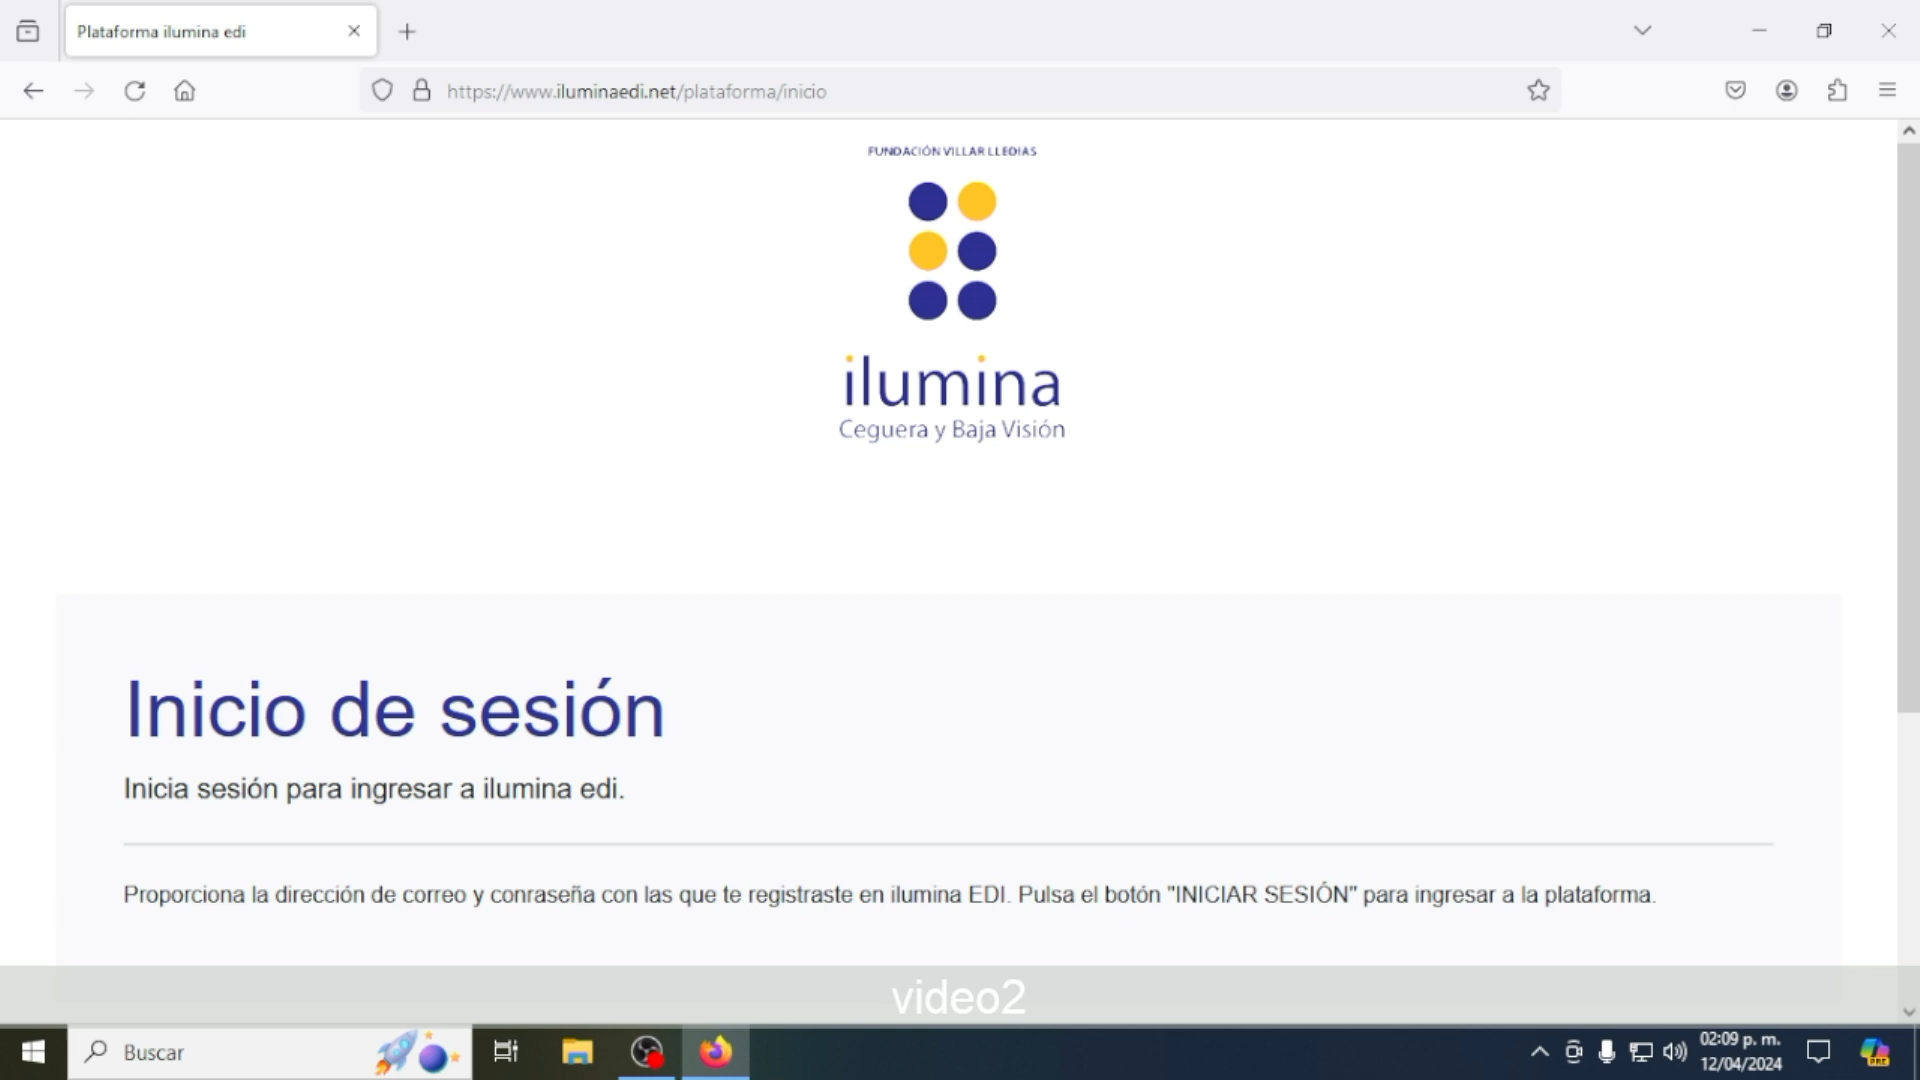 Plataforma ilumina edi
https://www.iluminaedi.net/plataforma/inicio
FUNDACIÓN VILLAR LLEDIAS
ilumina
Ceguera y Baja Visión
Inicio de sesión
Inicia sesión para ingresar a ilumina edi.
Proporciona la dirección de correo y conraseña con las que te registraste en ilumina EDI. Pulsa el botón "INICIAR SESIÓN" para ingresar a la plataforma.
video2
Buscar
02:09 p. m.
12/04/2024
PRE